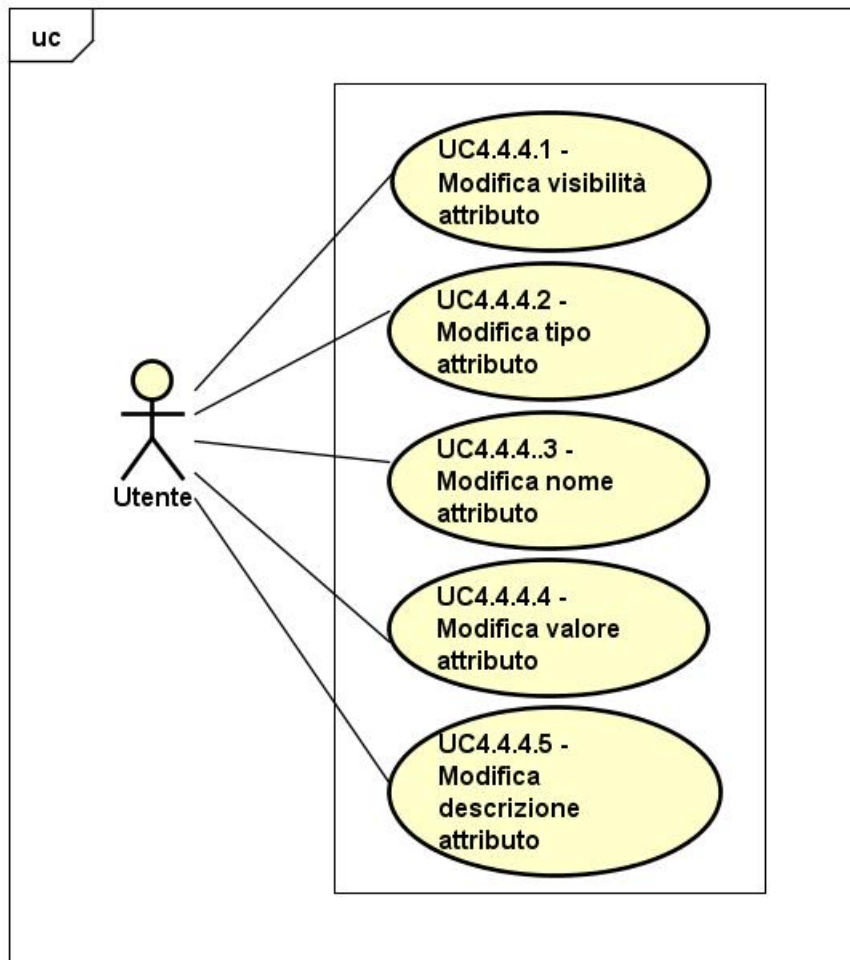 uc
UC4.4.4.1 -
Modifica visibilità
attributo
UC4.4.4.2 -
Modifica tipo
attributo
UC4.4.4..3 -
Modifica nome
attributo
Utente
UC4.4.4.4 -
Modifica valore
attributo
UC4.4.4.5 -
Modifica
descrizione
attributo